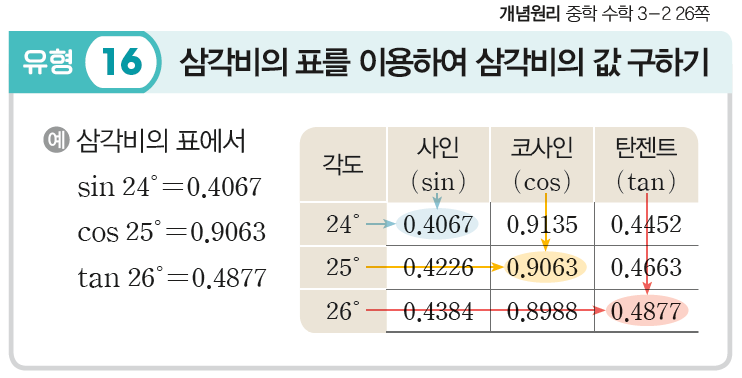 개념원리 중학 수학 3-2 26쪽
유형 16 삼각비의 표를 이용하여 삼각비의 값 구하기
예 삼각비의 표에서
sin 24°=0.4067
cos 25°=0.9063
tan 26°=0.4877
각도 사인 (sin) 코사인 (cos) 탄젠트 (tan)
24° 0.4067 0.9135 0.4452
25° 0.4226 0.9063 0.4663
26° 0.4384 0.8988 0.4877